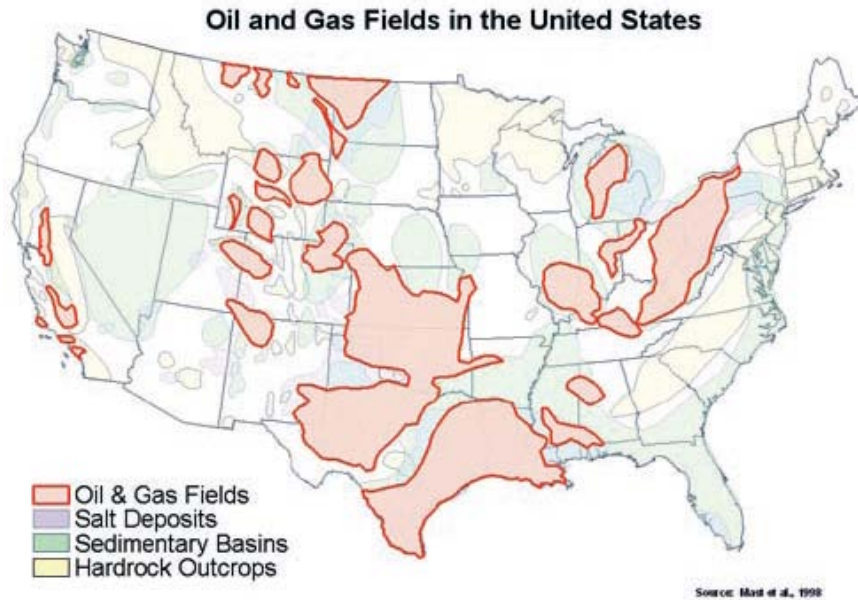 Oil and Gas Fields in the United States
Oil & Gas Fields
Salt Deposits
Sedimentary Basins
Hardrock Outcrops
Source: Mast et al., 1998